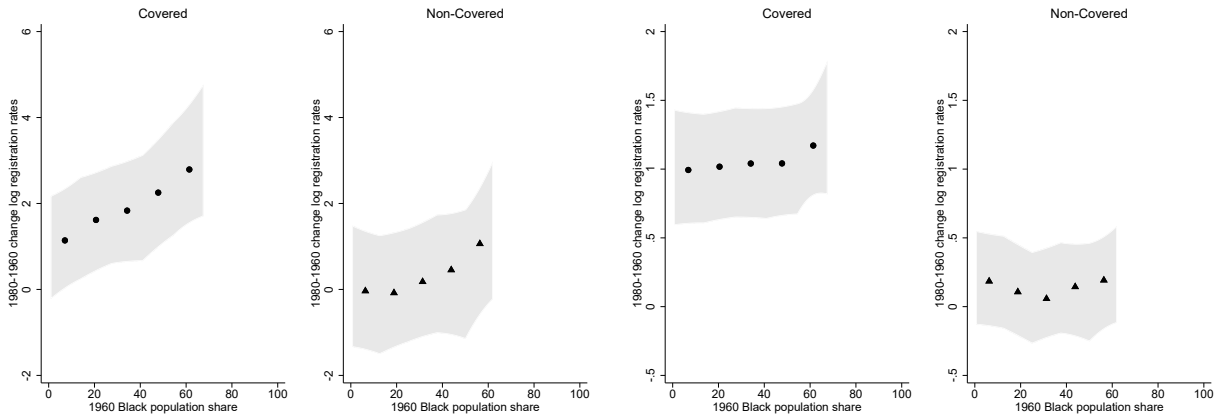 Covered
1980-1960 change log registration rates
6
4
2
0
-2
0 20 40 60 80 100
1960 Black population share
Non-Covered
1980-1960 change log registration rates
6
4
2
0
-2
0 20 40 60 80 100
1960 Black population share
Covered
1980-1960 change log registration rates
2
1.5
1
.5
0
-.5
0 20 40 60 80 100
1960 Black population share
Non-Covered
1980-1960 change log registration rates
2
1.5
1
.5
0
-.5
0 20 40 60 80 100
1960 Black population share